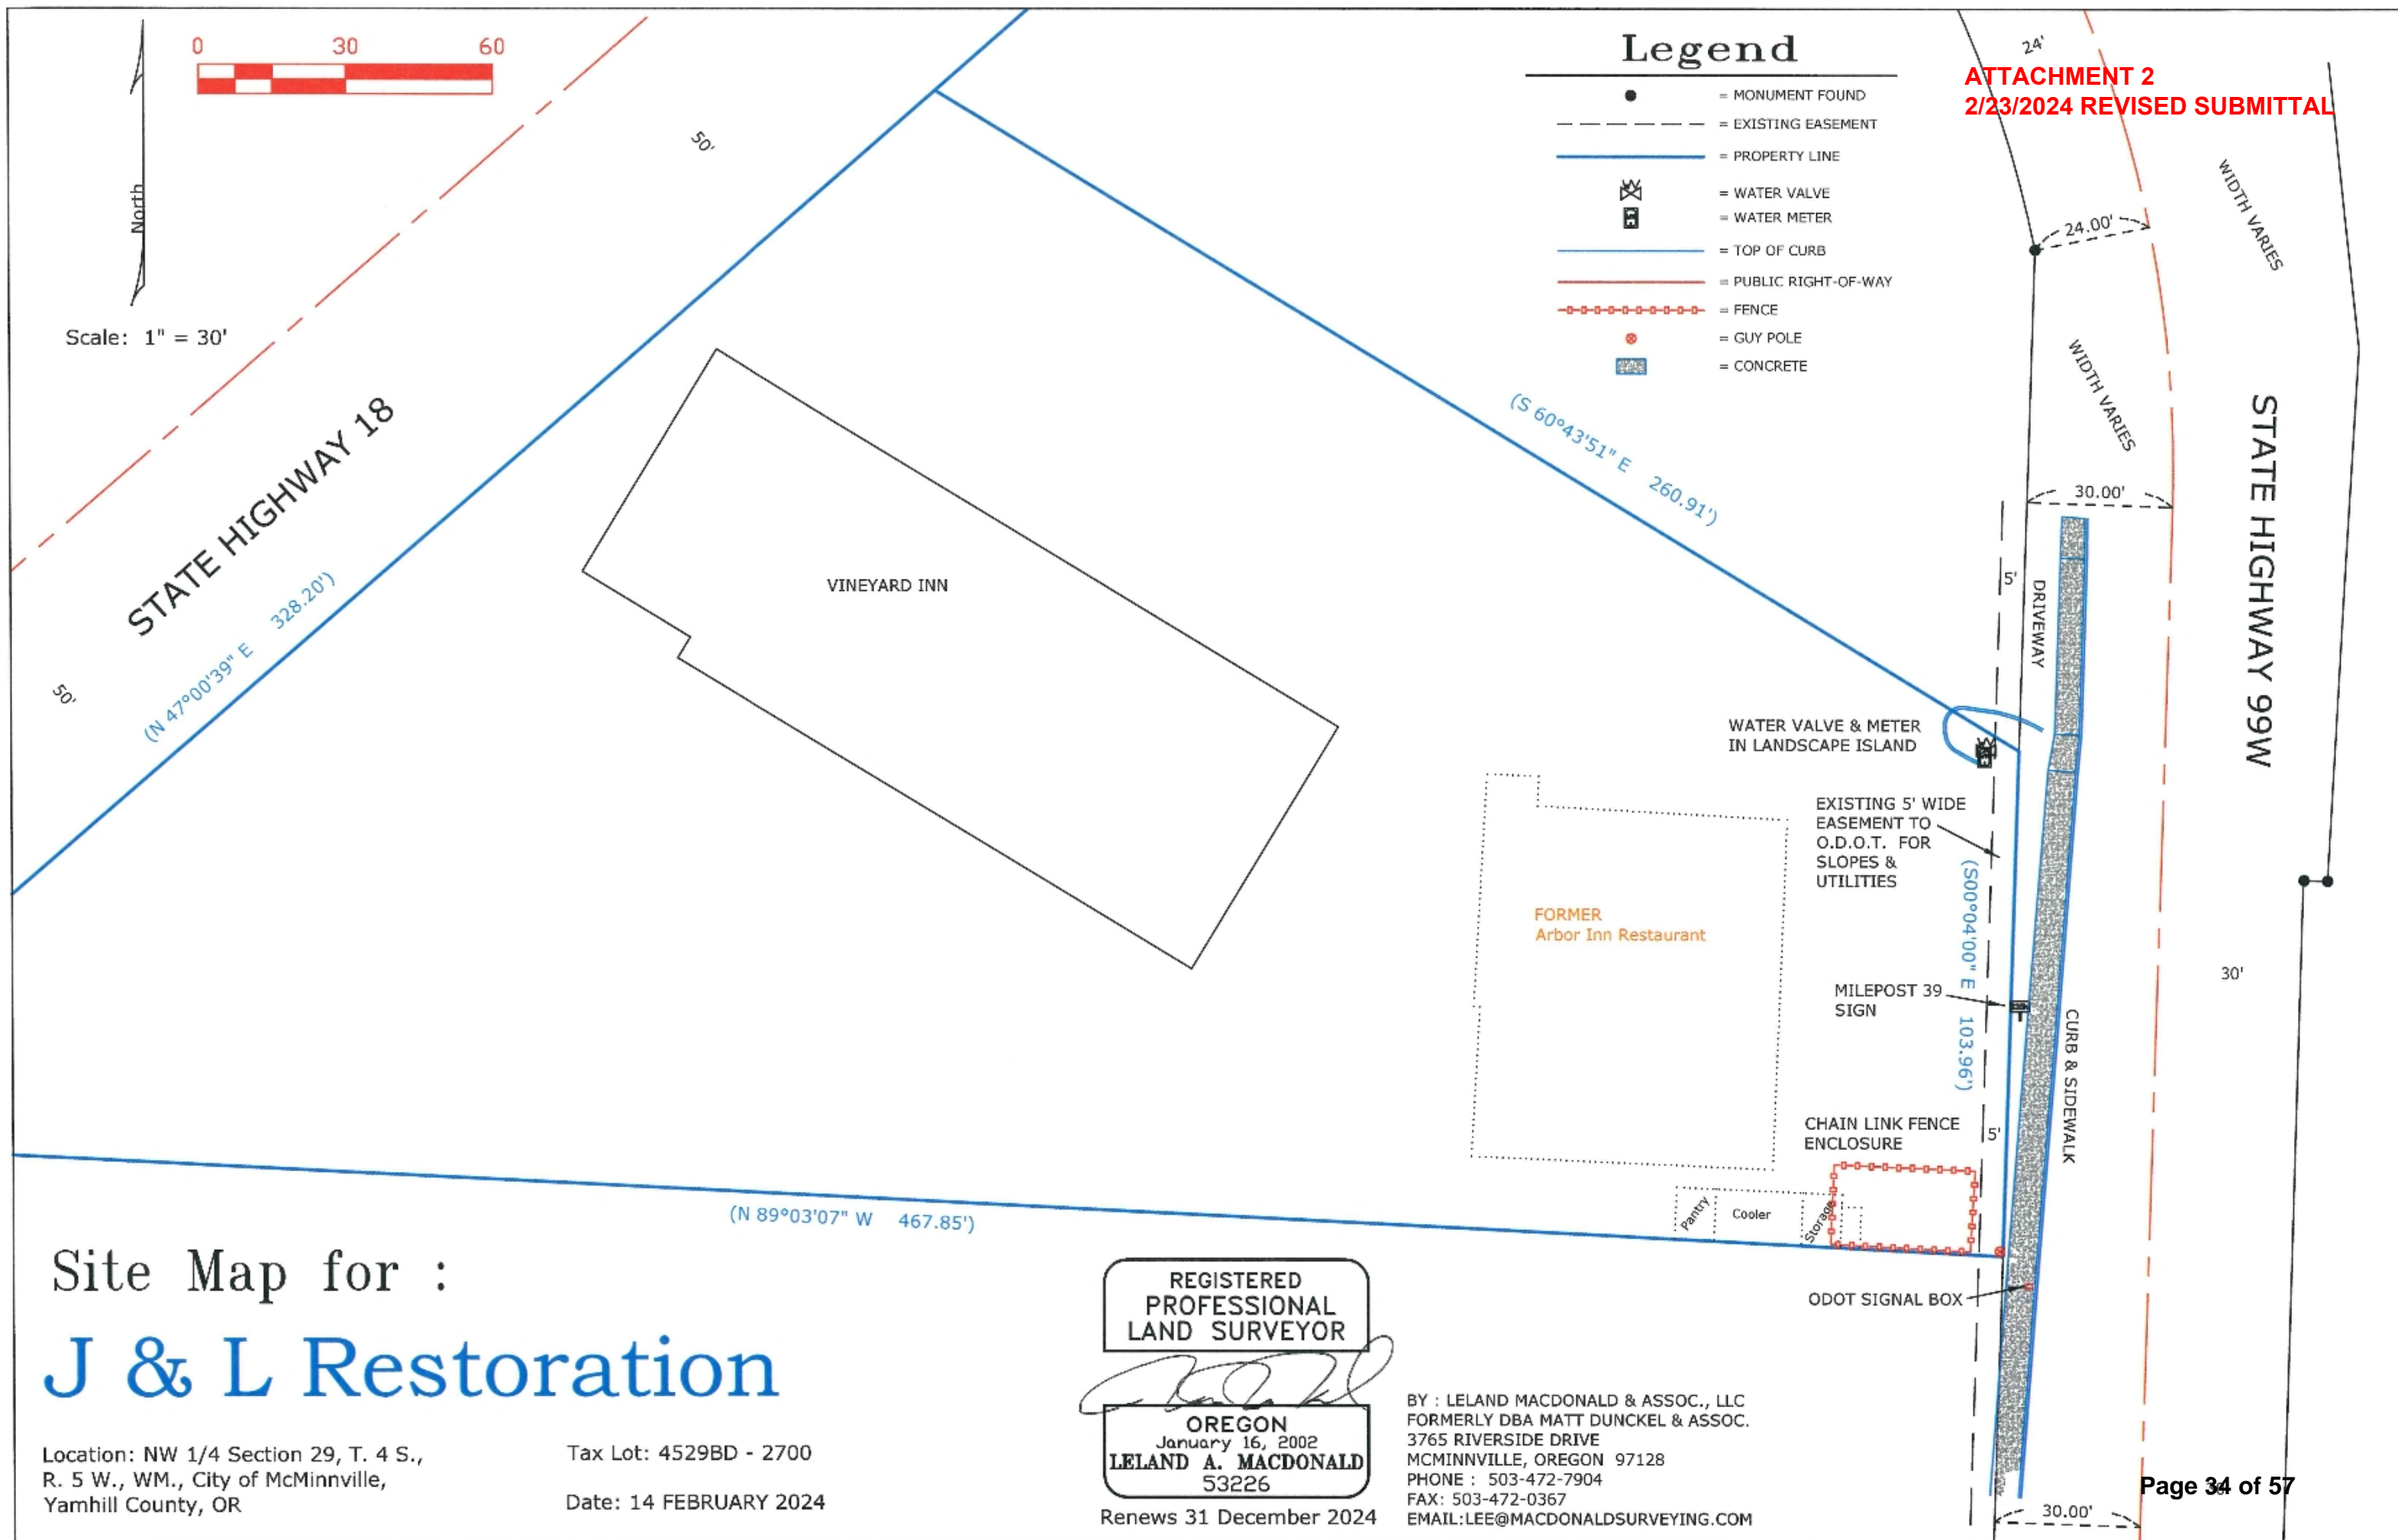 0 30 60
North
Scale: 1" = 30'
50'
STATE HIGHWAY 18
50'
(N 47°00'39" E 328.20')
VINEYARD INN
Legend
= MONUMENT FOUND
= EXISTING EASEMENT
= PROPERTY LINE
= WATER VALVE
= WATER METER
= TOP OF CURB
= PUBLIC RIGHT-OF-WAY
= FENCE
= GUY POLE
= CONCRETE
24'
ATTACHMENT 2
2/23/2024 REVISED SUBMITTAL
WIDTH VARIES
24.00'
WIDTH VARIES
30.00'
STATE HIGHWAY 99W
(S 60°43'51" E 260.91')
5'
DRIVEWAY
WATER VALVE & METER
IN LANDSCAPE ISLAND
EXISTING 5' WIDE
EASEMENT TO
O.D.O.T. FOR
SLOPES &
UTILITIES
(S00°04'00" E 103.96')
FORMER
Arbor Inn Restaurant
30'
MILEPOST 39
SIGN
CURB & SIDEWALK
CHAIN LINK FENCE
ENCLOSURE
5'
Pantry
Cooler
Storage
(N 89°03'07" W 467.85')
ODOT SIGNAL BOX
Site Map for :
J & L Restoration
Location: NW 1/4 Section 29, T. 4 S.,
R. 5 W., WM., City of McMinnville,
Yamhill County, OR
Tax Lot: 4529BD - 2700
Date: 14 FEBRUARY 2024
REGISTERED
PROFESSIONAL
LAND SURVEYOR
OREGON
January 16, 2002
LELAND A. MACDONALD
53226
Renews 31 December 2024
BY : LELAND MACDONALD & ASSOC., LLC
FORMERLY DBA MATT DUNCKEL & ASSOC.
3765 RIVERSIDE DRIVE
MCMINNVILLE, OREGON 97128
PHONE : 503-472-7904
FAX: 503-472-0367
EMAIL:LEE@MACDONALDSURVEYING.COM
30.00'
Page 34 of 57